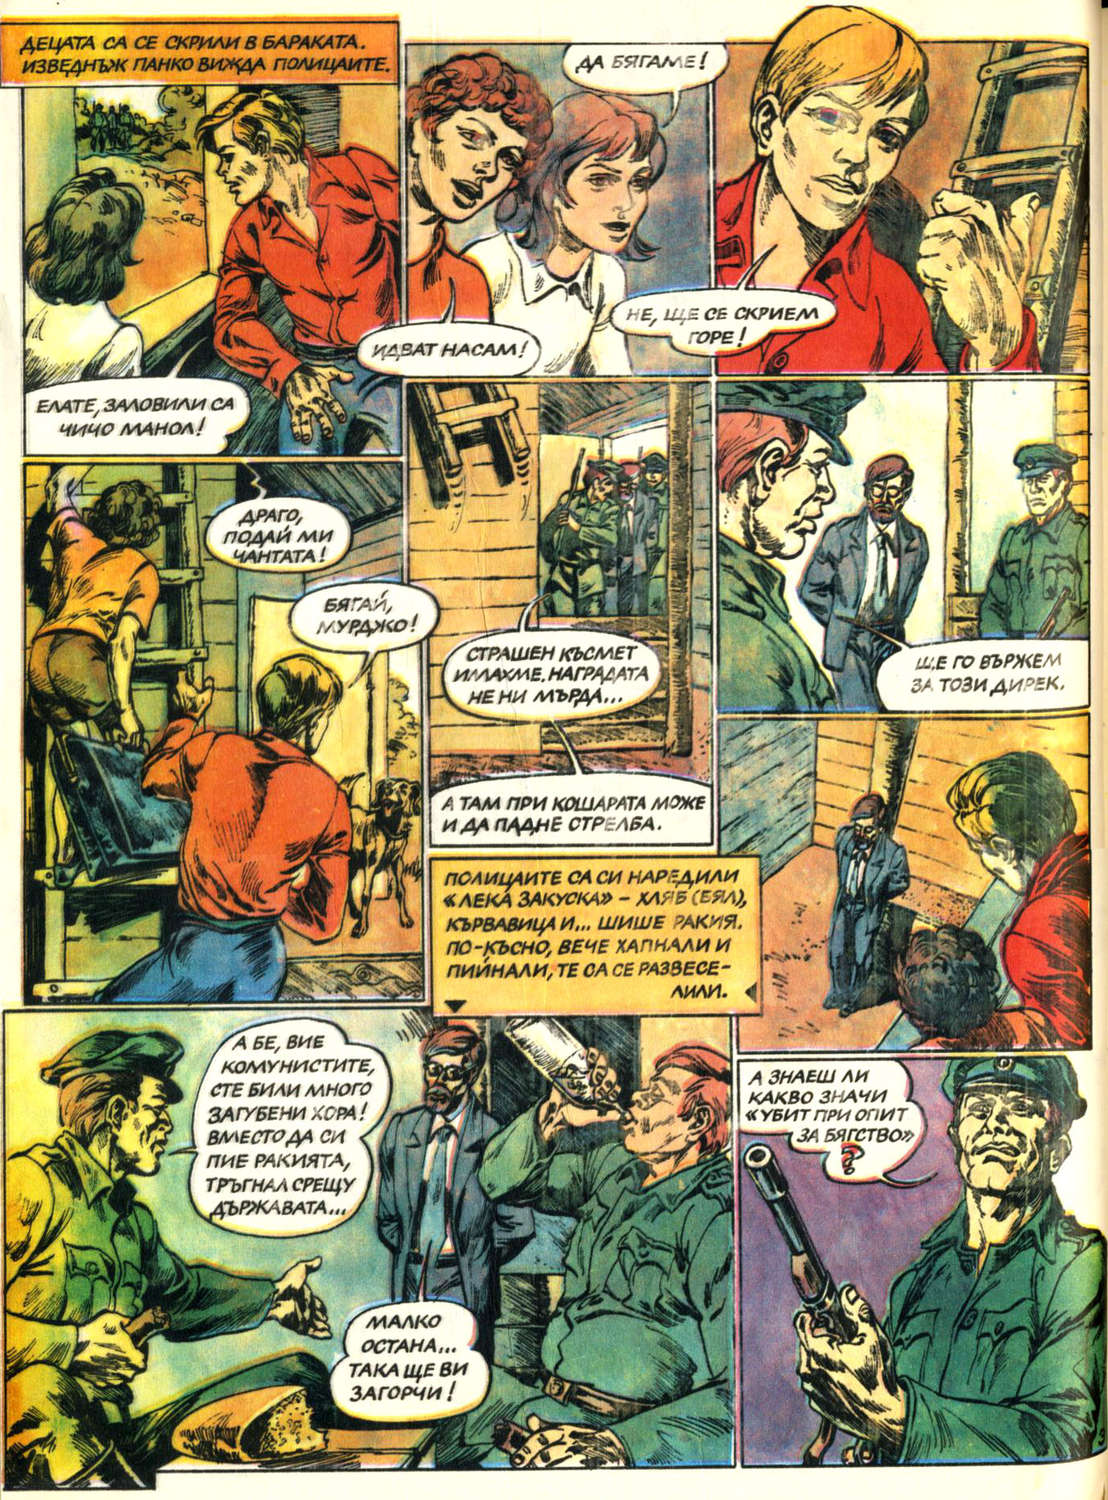 ДЕЦАТА СА СЕ СКРИЛИ В БАРАКАТА.
ИЗВЕДНЪЖ ПАНКО ВИЖДА ПОЛИЦАИТЕ.
ЕЛАТЕ, ЗАЛОВИЛИ СА
ЧИЧО МАНОЛ!
ИДВАТ НАСАМ!
ДА БЯГАМЕ!
НЕ, ЩЕ СЕ СКРИЕМ
ГОРЕ!
ДРАГО,
ПОДАЙ МИ
ЧАНТАТА!
БЯГАЙ,
МУРДЖО!
СТРАШЕН КЪСМЕТ
ИМАХМЕ. НАГРАДАТА
НЕ НИ МЪРДА...
А ТАМ ПРИ КОШАРАТА МОЖЕ
И ДА ПАДНЕ СТРЕЛБА.
ЩЕ ГО ВЪРЖЕМ
ЗА ТОЗИ ДИРЕК.
ПОЛИЦАИТЕ СА СИ НАРЕДИЛИ
«ЛЕКА ЗАКУСКА» - ХЛЯБ (БЯЛ),
КЪРВАВИЦА И... ШИШЕ РАКИЯ.
ПО-КЪСНО, ВЕЧЕ ХАПНАЛИ И
ПИЙНАЛИ, ТЕ СА СЕ РАЗВЕСЕ-
ЛИЛИ.
А БЕ, ВИЕ
КОМУНИСТИТЕ,
СТЕ БИЛИ МНОГО
ЗАГУБЕНИ ХОРА!
ВМЕСТО ДА СИ
ПИЕ РАКИЯТА,
ТРЪГНАЛ СРЕЩУ
ДЪРЖАВАТА...
МАЛКО
ОСТАНА...
ТАКА ЩЕ ВИ
ЗАГОРЧИ!
А ЗНАЕШ ЛИ
КАКВО ЗНАЧИ
«УБИТ ПРИ ОПИТ
ЗА БЯГСТВО»
?